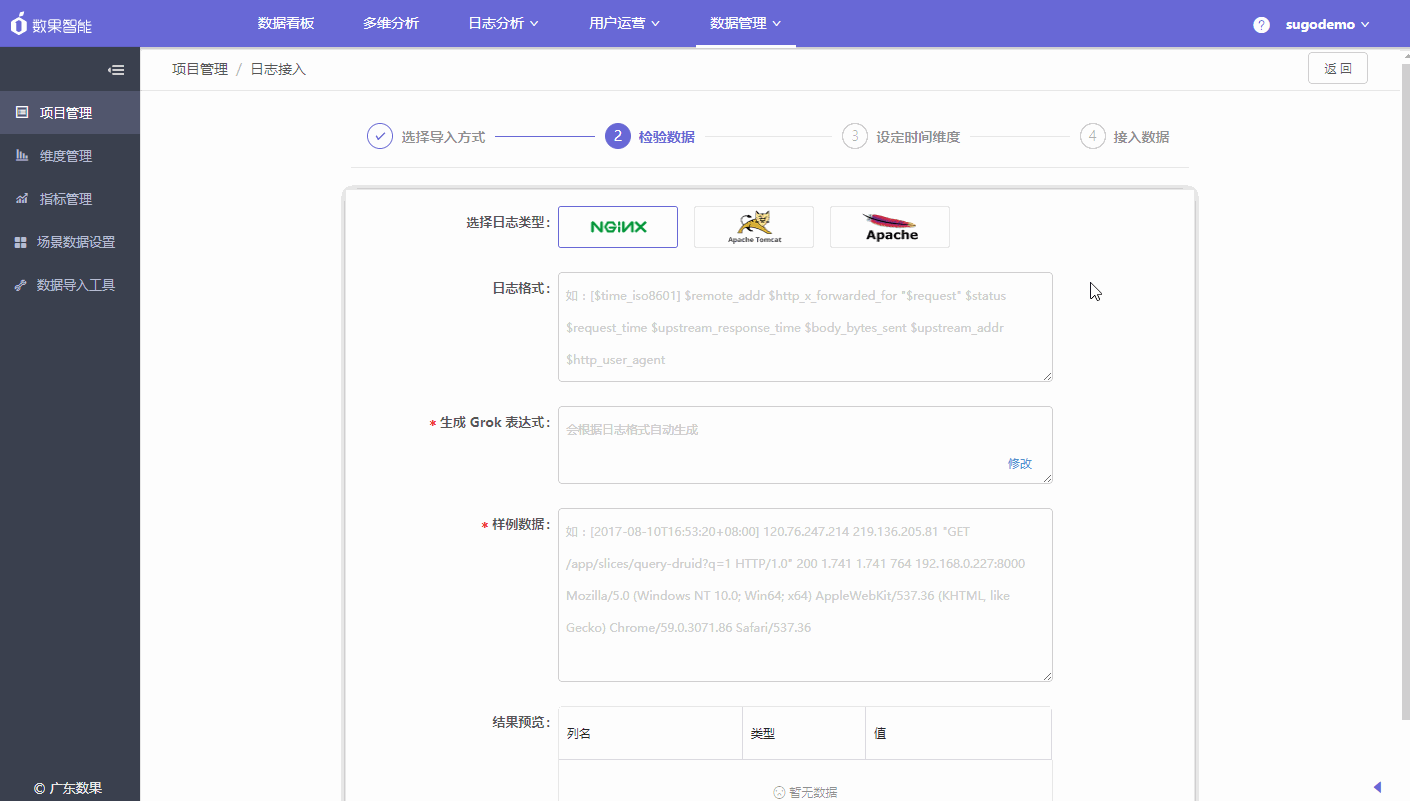 数果智能
数据看板
多维分析
日志分析
用户运营
数据管理
?
sugodemo
项目管理 / 日志接入
返 回
项目管理
维度管理
指标管理
场景数据设置
数据导入工具
© 广东数果
选择导入方式
2 检验数据
3 设定时间维度
4 接入数据
选择日志类型:
NGiNX
Apache Tomcat
Apache
日志格式:
如：[$time_iso8601] $remote_addr $http_x_forwarded_for "$request" $status
$request_time $upstream_response_time $body_bytes_sent $upstream_addr
$http_user_agent
* 生成 Grok 表达式:
会根据日志格式自动生成
修改
* 样例数据:
如：[2017-08-10T16:53:20+08:00] 120.76.247.214 219.136.205.81 "GET
/app/slices/query-druid?q=1 HTTP/1.0" 200 1.741 1.741 764 192.168.0.227:8000
Mozilla/5.0 (Windows NT 10.0; Win64; x64) AppleWebKit/537.36 (KHTML, like
Gecko) Chrome/59.0.3071.86 Safari/537.36
结果预览:
列名
类型
值
暂无数据